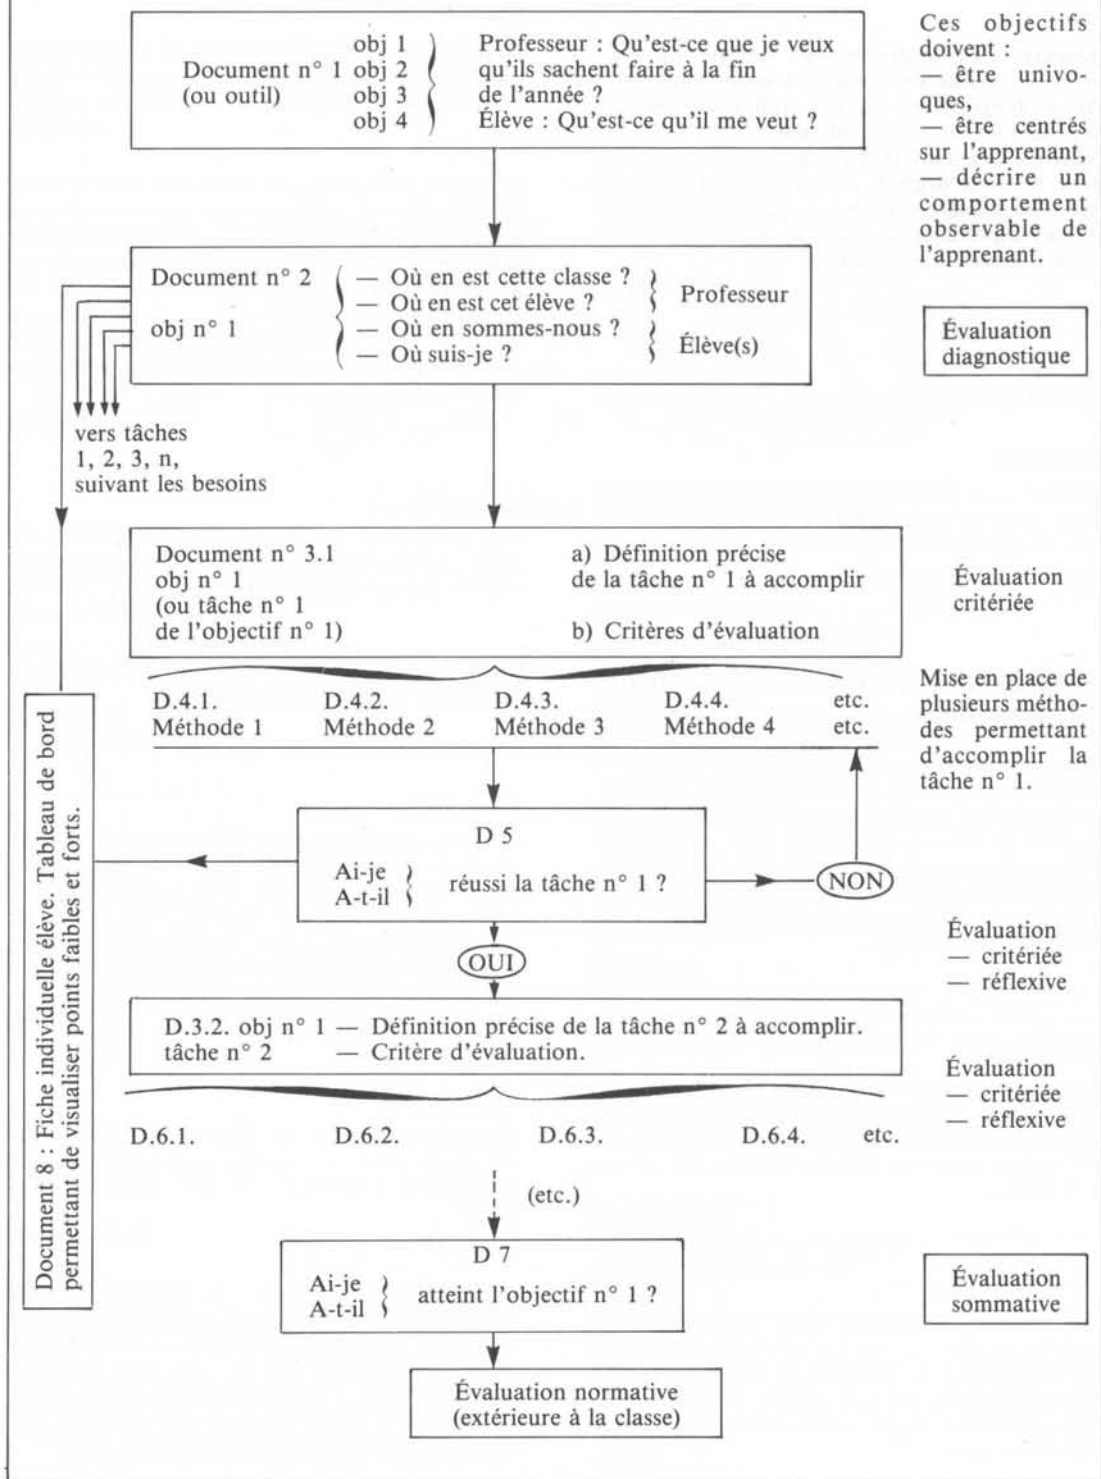 obj 1
Professeur : Qu'est-ce que je veux
Document n° 1 obj 2
qu'ils sachent faire à la fin
(ou outil)
obj 3
de l'année ?
obj 4
Élève : Qu'est-ce qu'il me veut ?
Ces objectifs
doivent :
— être univo-
ques,
— être centrés
sur l'apprenant,
— décrire un
comportement
observable de
l'apprenant.
Document n° 2
— Où en est cette classe ?
— Où en est cet élève ?
Professeur
obj n° 1
— Où en sommes-nous ?
— Où suis-je ?
Élève(s)
Évaluation
diagnostique
vers tâches
1, 2, 3, n,
suivant les besoins
Document n° 3.1
obj n° 1
(ou tâche n° 1
de l'objectif n° 1)
a) Définition précise
de la tâche n° 1 à accomplir
b) Critères d'évaluation
Évaluation
critériée
D.4.1. D.4.2. D.4.3. D.4.4. etc.
Méthode 1 Méthode 2 Méthode 3 Méthode 4 etc.
Mise en place de
plusieurs métho-
des permettant
d'accomplir la
tâche n° 1.
D 5
Ai-je
A-t-il
réussi la tâche n° 1 ?
NON
OUI
Évaluation
— critériée
— réflexive
D.3.2. obj n° 1 — Définition précise de la tâche n° 2 à accomplir.
tâche n° 2 — Critère d'évaluation.
Évaluation
— critériée
— réflexive
D.6.1. D.6.2. D.6.3. D.6.4. etc.
(etc.)
D 7
Ai-je
A-t-il
atteint l'objectif n° 1 ?
Évaluation
sommative
Évaluation normative
(extérieure à la classe)
Document 8 : Fiche individuelle élève. Tableau de bord
permettant de visualiser points faibles et forts.